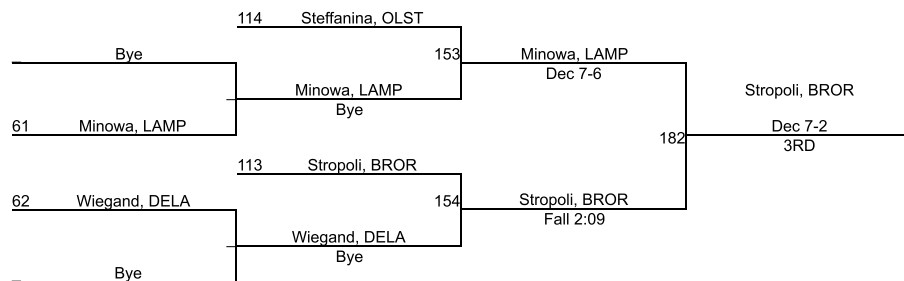 114 Steffanina, OLST
Bye
153
Minowa, LAMP
Dec 7-6
Minowa, LAMP
Bye
Stropoli, BROR
61 Minowa, LAMP
Dec 7-2
182
3RD
113 Stropoli, BROR
62 Wiegand, DELA
154
Stropoli, BROR
Fall 2:09
Wiegand, DELA
Bye
Bye